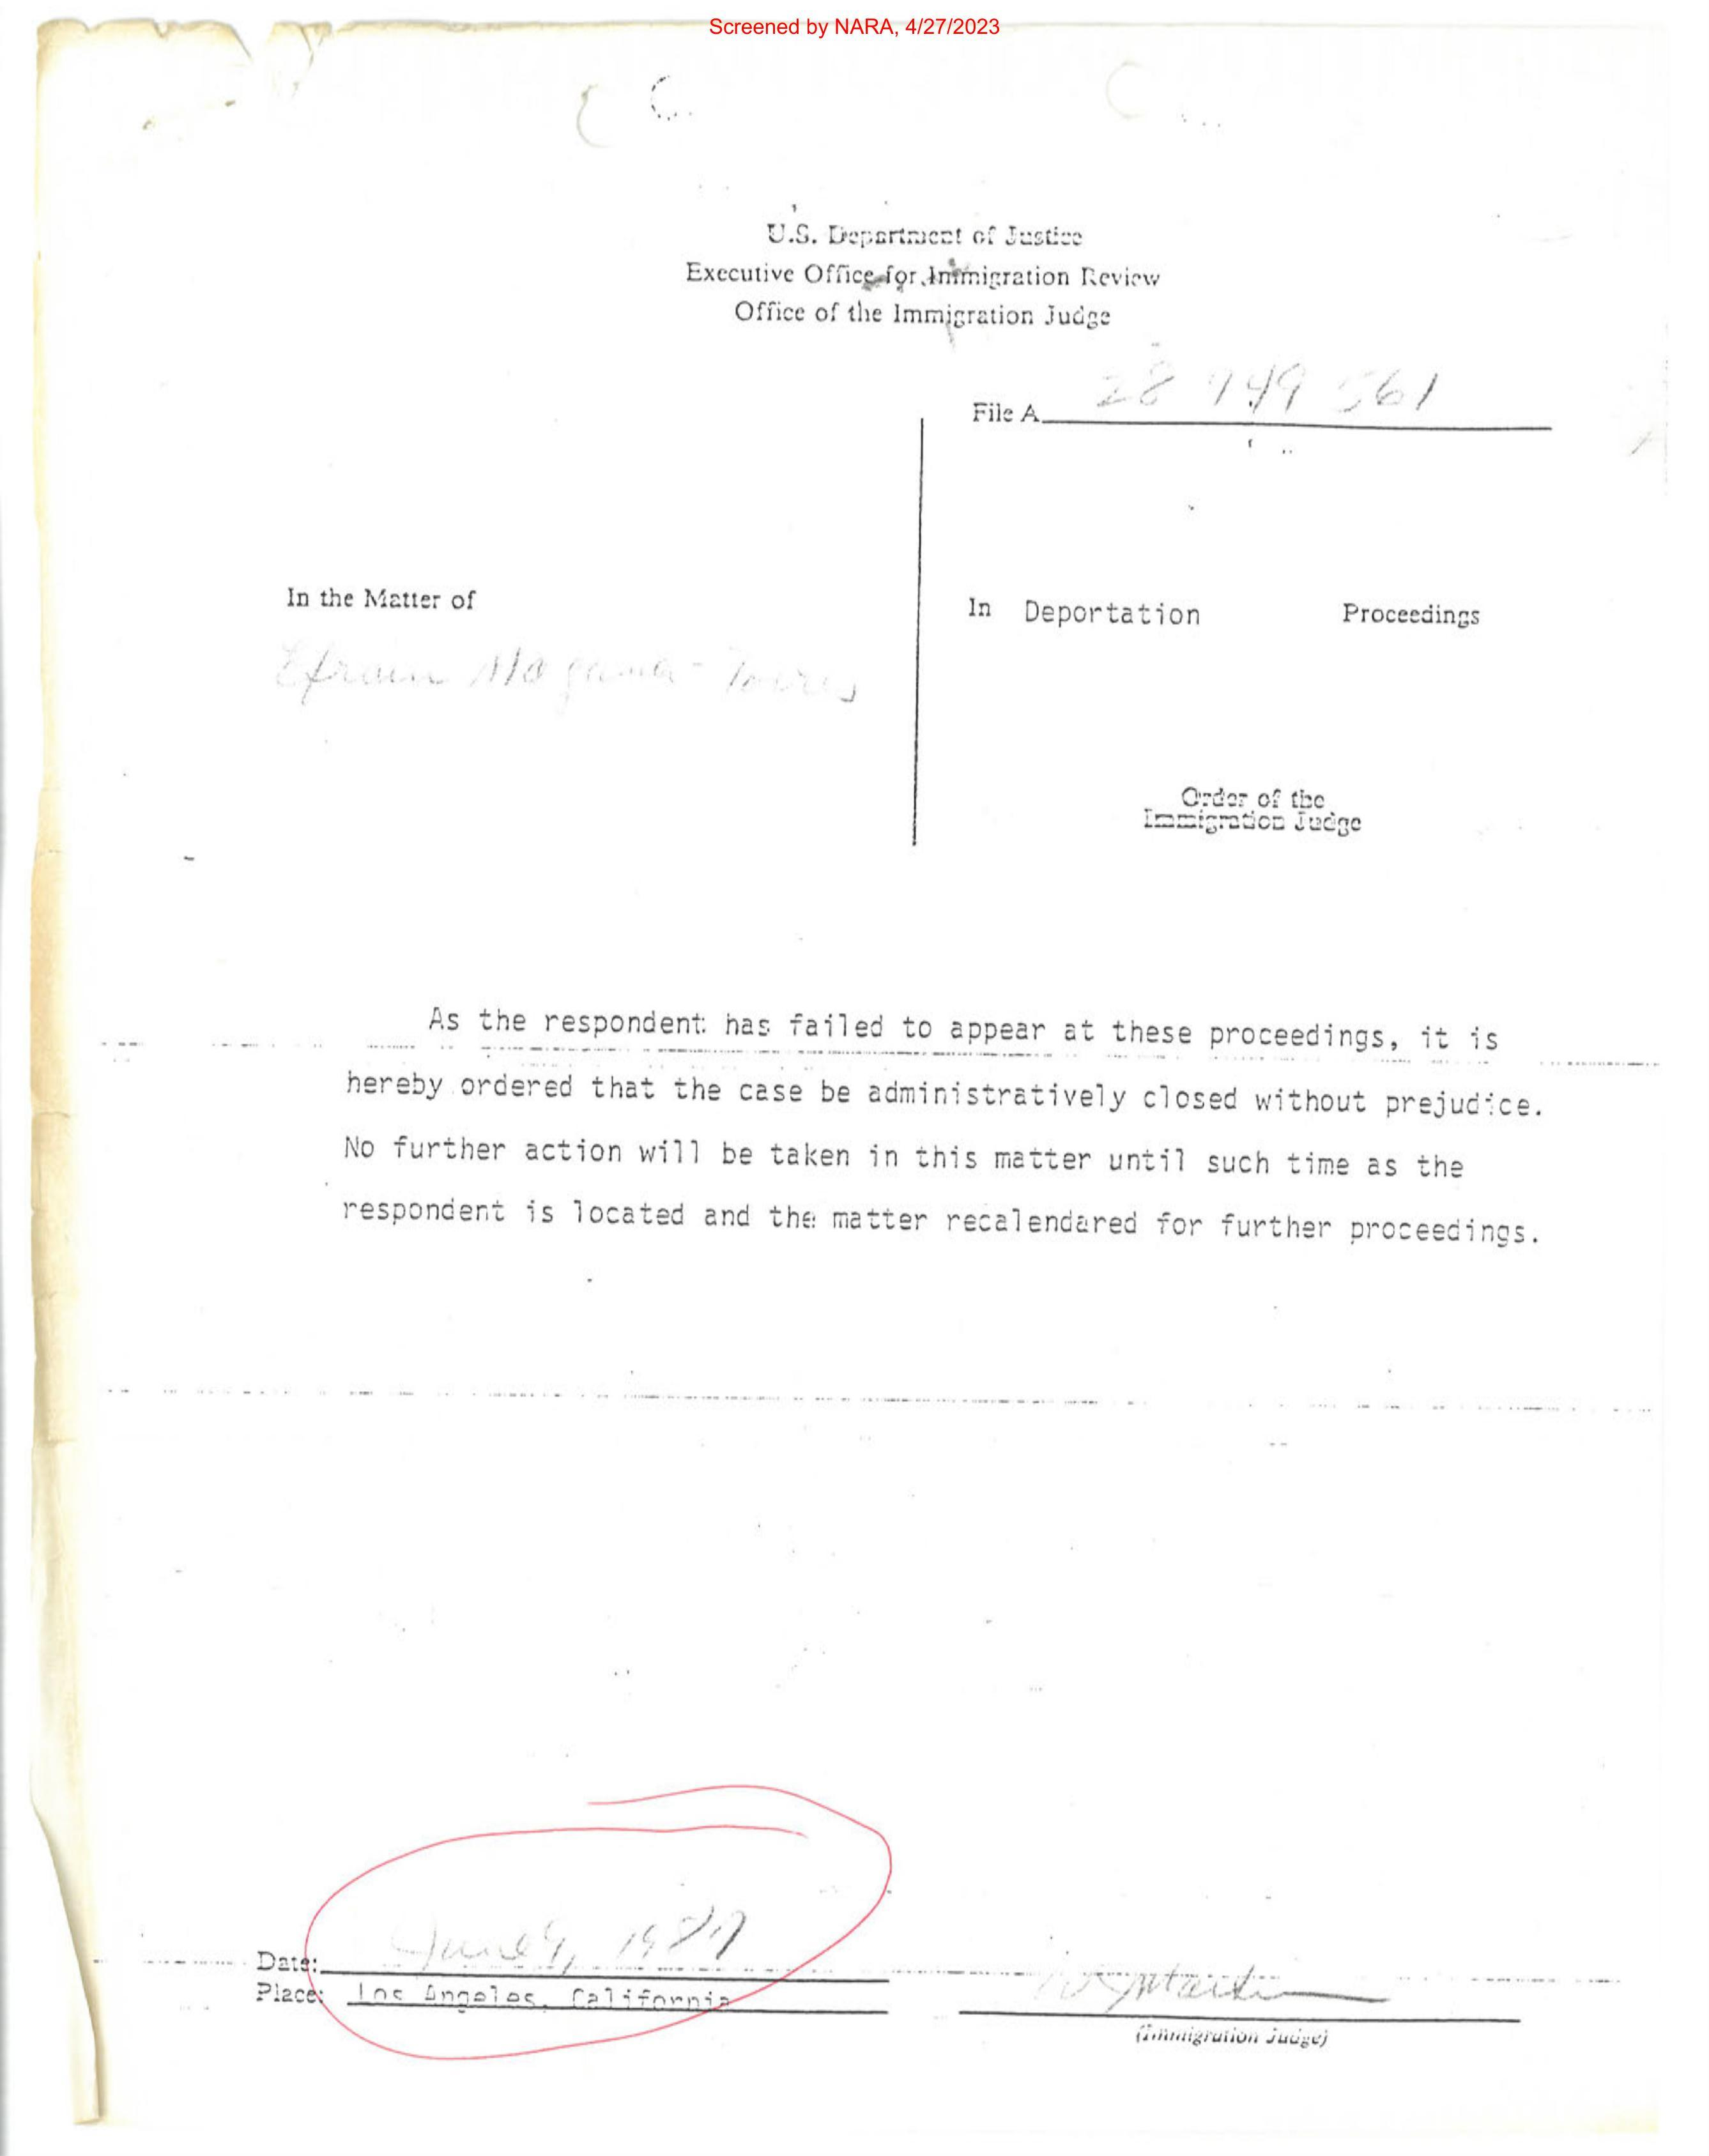 Screened by NARA, 4/27/2023
U.S. Department of Justice
Executive Office for Immigration Review
Office of the Immigration Judge
File A 28 949 561
In the Matter of
In Deportation Proceedings
Efrain Magana-Torres
Order of the
Immigration Judge
As the respondent has failed to appear at these proceedings, it is
hereby ordered that the case be administratively closed without prejudice.
No further action will be taken in this matter until such time as the
respondent is located and the matter recalendared for further proceedings.
Date: June 9, 1987
Place: Los Angeles, California
(Immigration Judge)